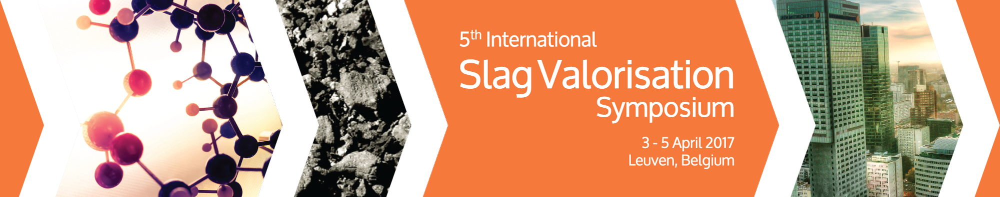 5th International
Slag Valorisation
Symposium
3 - 5 April 2017
Leuven, Belgium